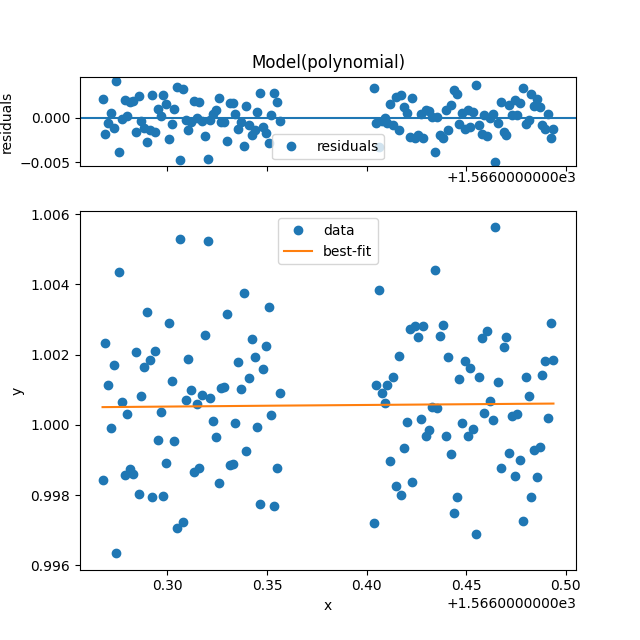 Model(polynomial)
residuals
0.000
−0.005
residuals
+1.5660000000e3
1.006
1.004
1.002
1.000
0.998
0.996
y
data
best-fit
0.30 0.35 0.40 0.45 0.50
x
+1.5660000000e3